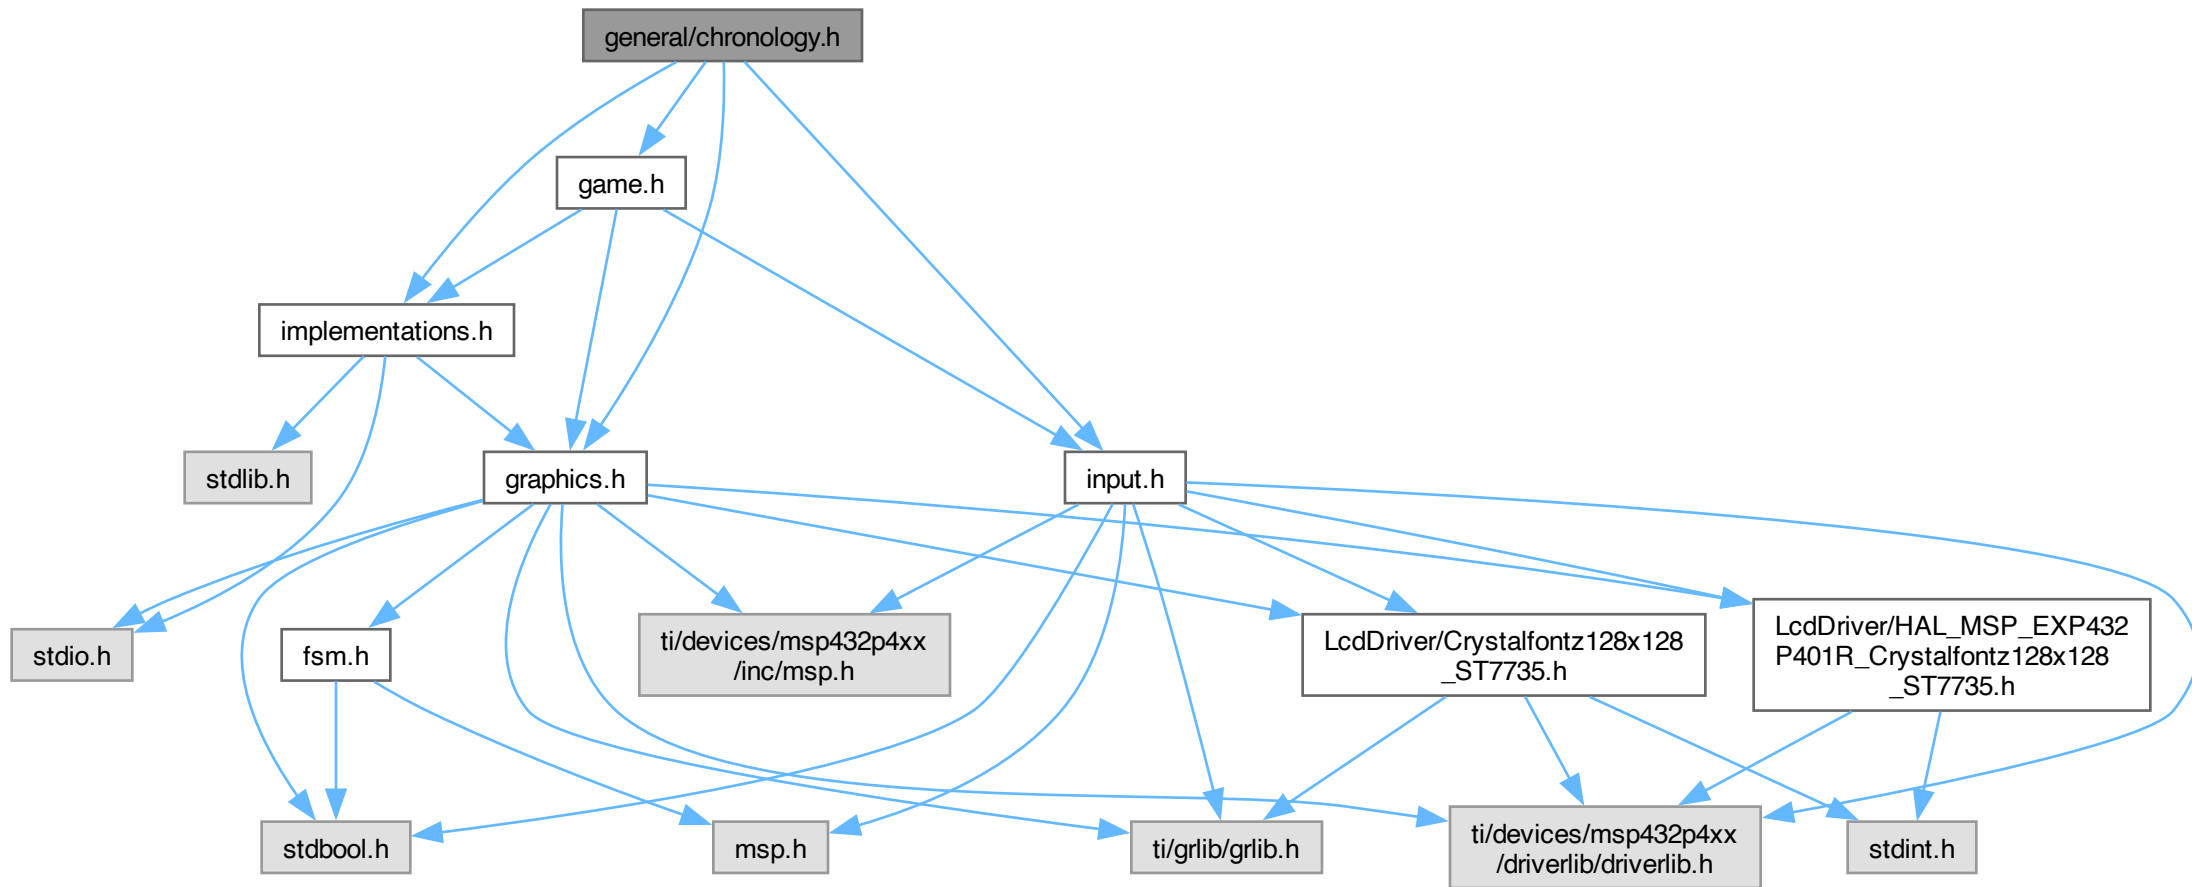 general/chronology.h
game.h
implementations.h
stdlib.h
graphics.h
input.h
stdio.h
fsm.h
ti/devices/msp432p4xx
/inc/msp.h
LcdDriver/Crystalfontz128x128
_ST7735.h
LcdDriver/HAL_MSP_EXP432
P401R_Crystalfontz128x128
_ST7735.h
stdbool.h
msp.h
ti/grlib/grlib.h
ti/devices/msp432p4xx
/driverlib/driverlib.h
stdint.h